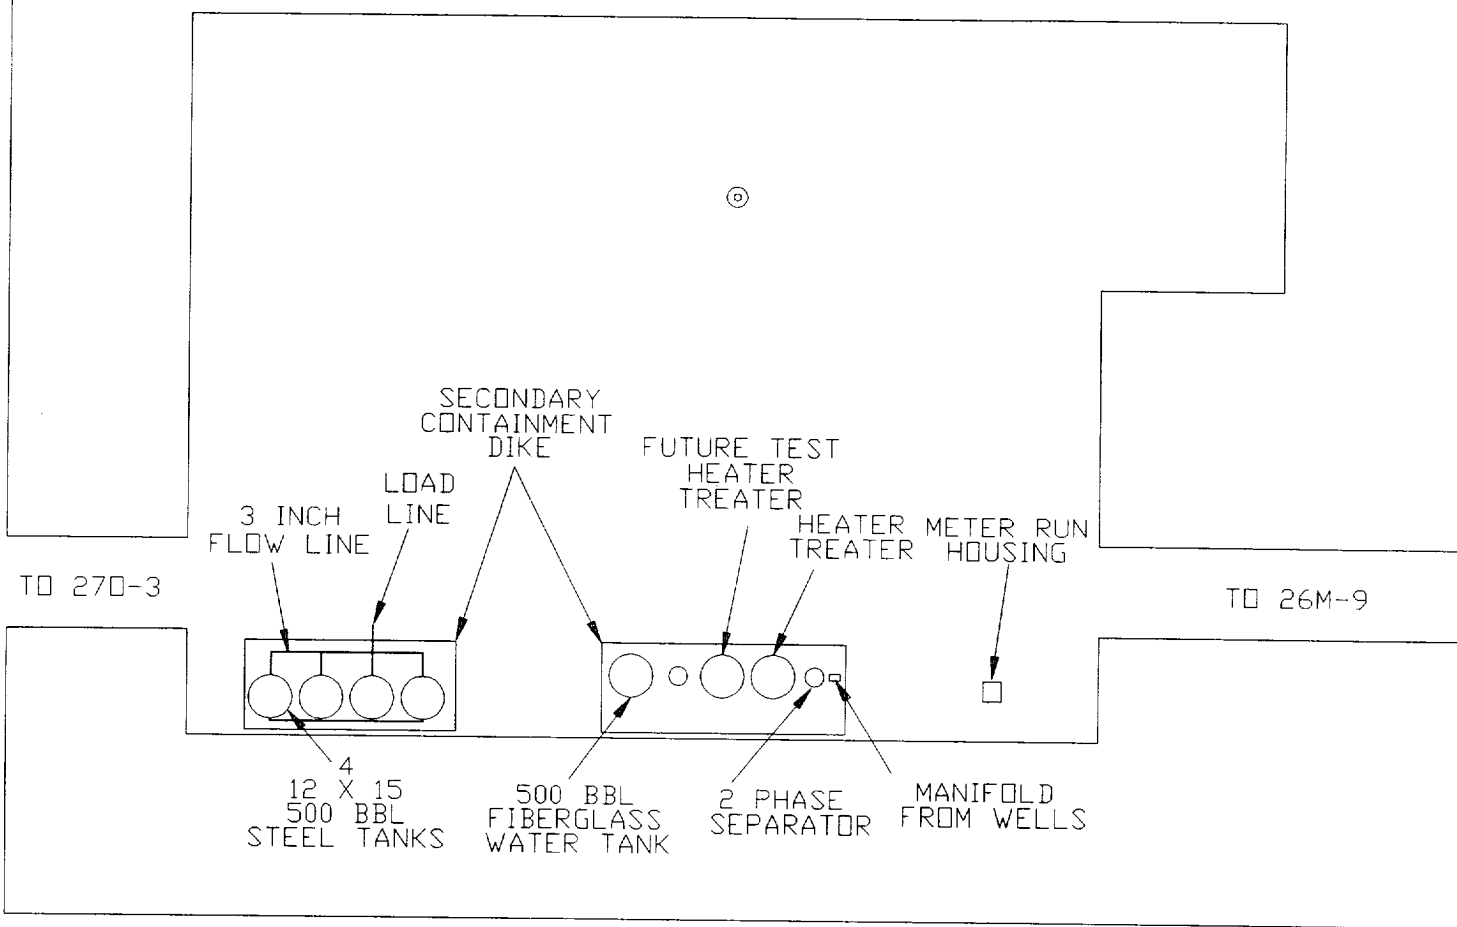 SECONDARY
CONTAINMENT
DIKE
FUTURE TEST
HEATER
TREATER
LOAD
LINE
3 INCH
FLOW LINE
HEATER
TREATER
METER RUN
HOUSING
TO 27O-3
TO 26M-9
4
12 X 15
500 BBL
STEEL TANKS
500 BBL
FIBERGLASS
WATER TANK
2 PHASE
SEPARATOR
MANIFOLD
FROM WELLS